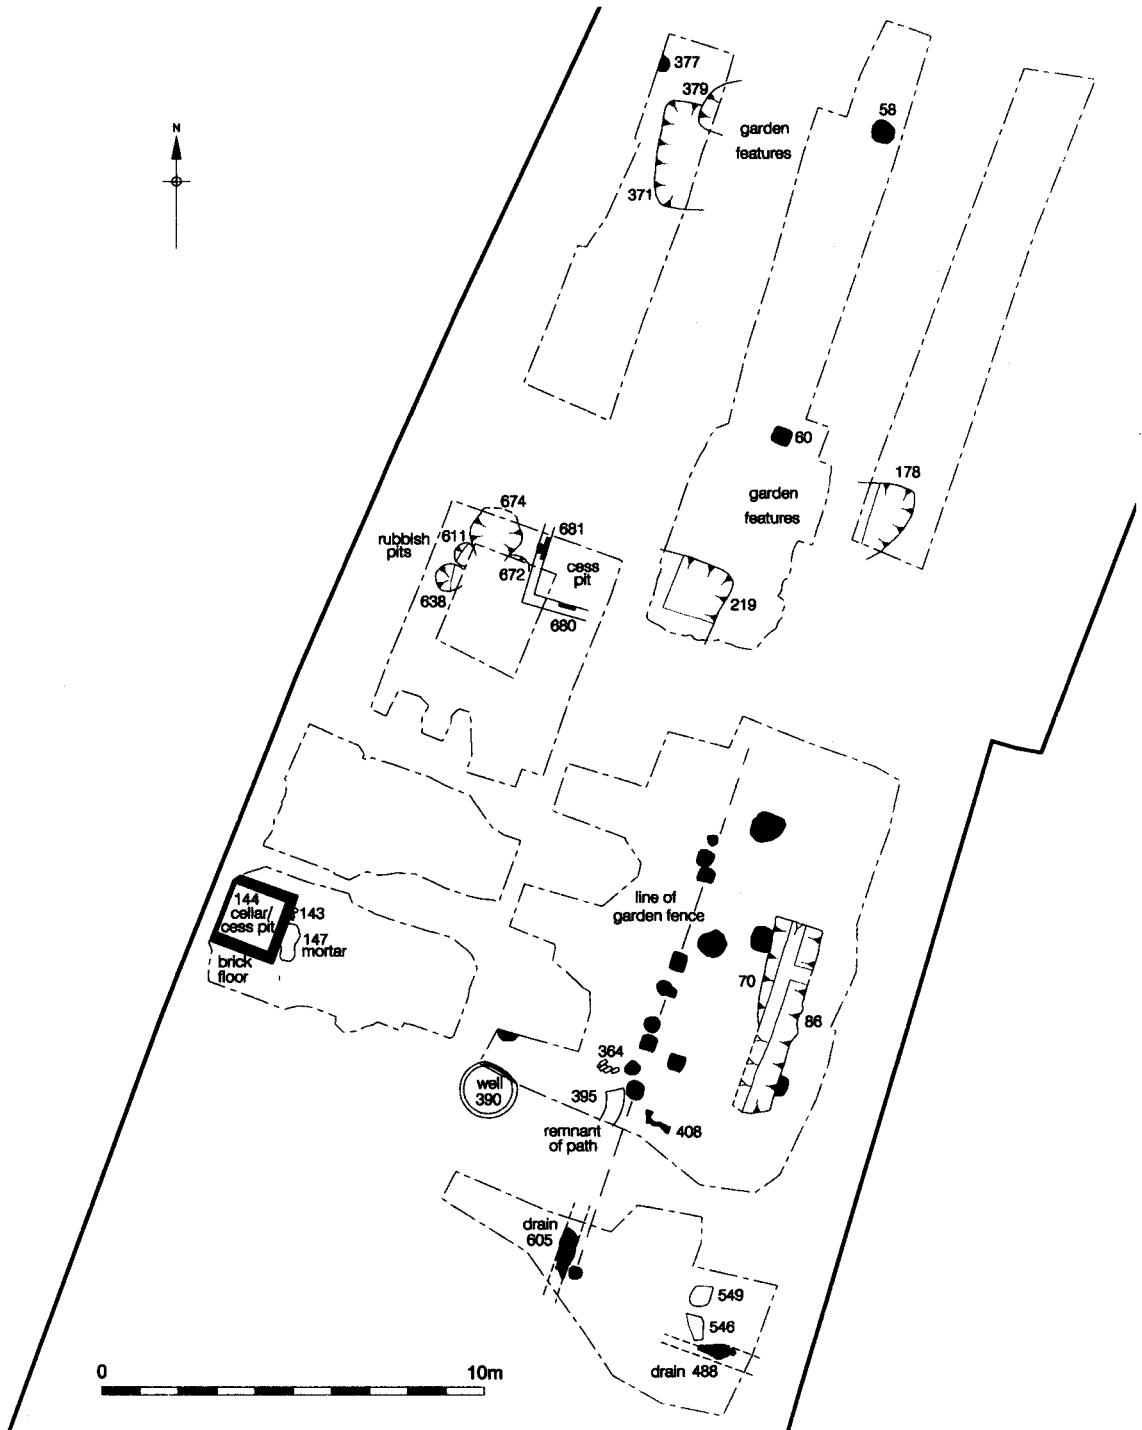 377
379
58
garden
features
N
371
60
178
garden
features
674
681
611
rubbish
pits
cess
pit
672
638
680
219
line of
garden fence
144
cellar/
cess pit
143
147
mortar
brick
floor
70
86
364
well
390
395
408
remnant
of path
drain
605
549
546
drain 488
0
10m